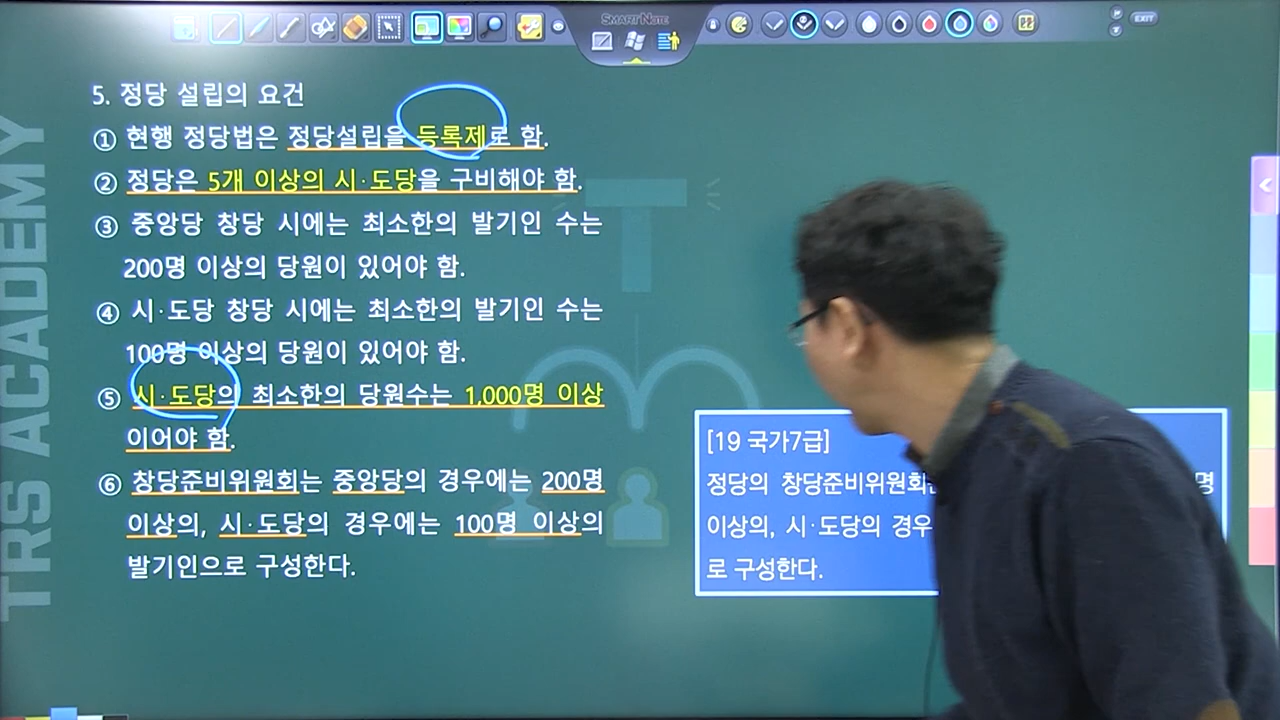 SMART NOTE
EXIT
5. 정당 설립의 요건
① 현행 정당법은 정당설립을 등록제로 함.
② 정당은 5개 이상의 시·도당을 구비해야 함.
③ 중앙당 창당 시에는 최소한의 발기인 수는
200명 이상의 당원이 있어야 함.
④ 시·도당 창당 시에는 최소한의 발기인 수는
100명 이상의 당원이 있어야 함.
⑤ 시·도당의 최소한의 당원수는 1,000명 이상
이어야 함.
⑥ 창당준비위원회는 중앙당의 경우에는 200명
이상의, 시·도당의 경우에는 100명 이상의
발기인으로 구성한다.
[19 국가7급]
정당의 창당준비위원회 명
이상의, 시·도당의 경우
로 구성한다.
TRS ACADEMY